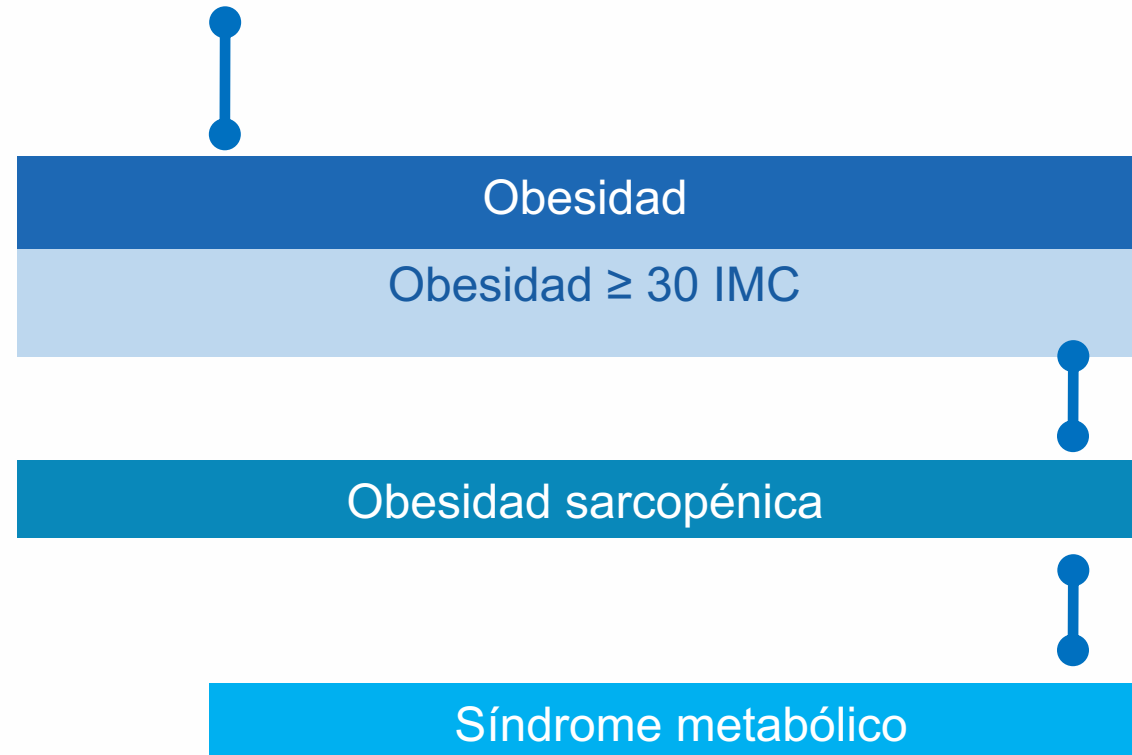 Obesidad
Obesidad ≥ 30 IMC
Obesidad sarcopénica
Síndrome metabólico